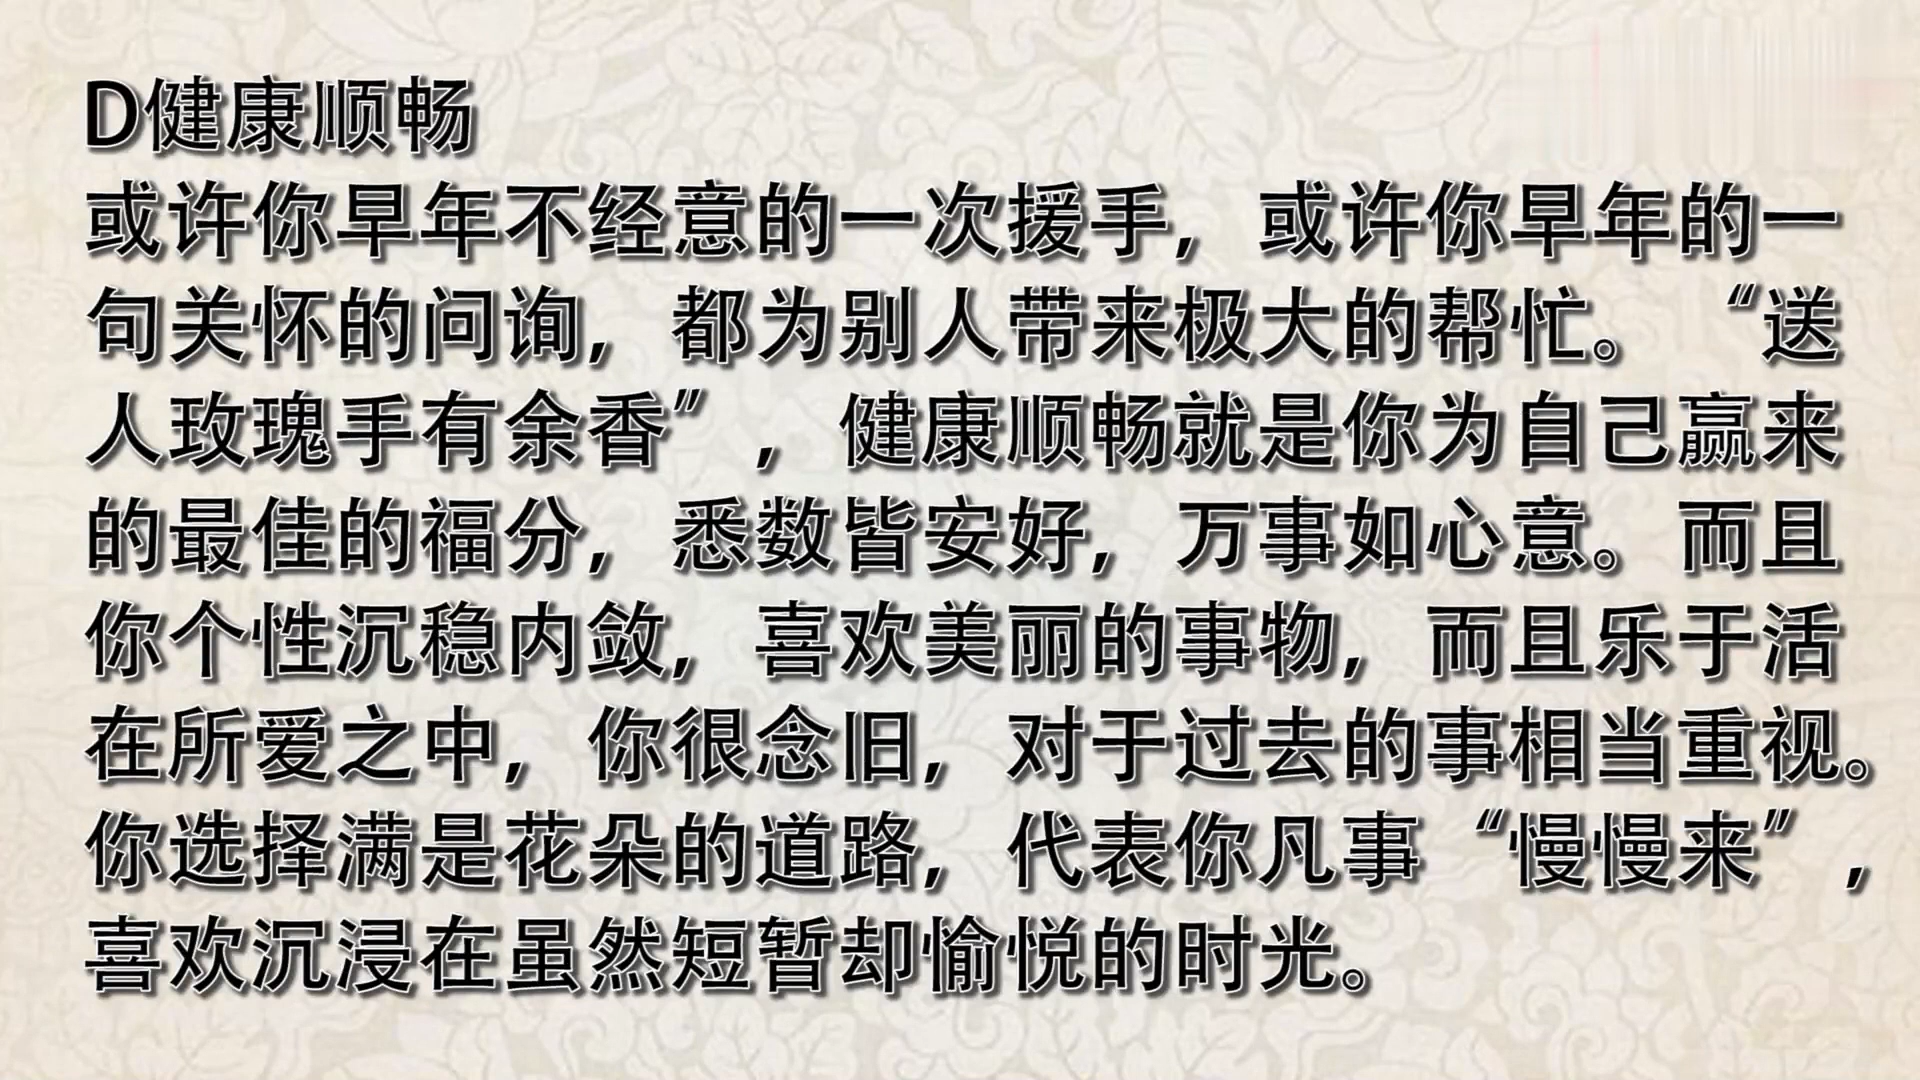 D健康顺畅
或许你早年不经意的一次援手，或许你早年的一
句关怀的问询，都为别人带来极大的帮忙。“送
人玫瑰手有余香”，健康顺畅就是你为自己赢来
的最佳的福分，悉数皆安好，万事如心意。而且
你个性沉稳内敛，喜欢美丽的事物，而且乐于活
在所爱之中，你很念旧，对于过去的事相当重视。
你选择满是花朵的道路，代表你凡事“慢慢来”，
喜欢沉浸在虽然短暂却愉悦的时光。